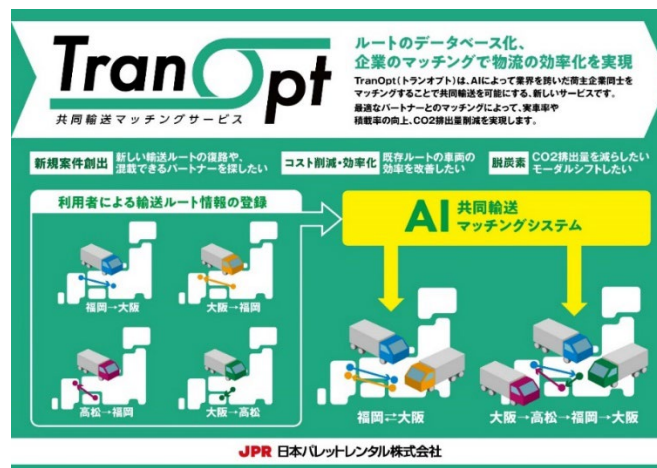 TranOpt
共同輸送マッチングサービス
ルートのデータベース化、
企業のマッチングで物流の効率化を実現
TranOpt（トランオプト）は、AIによって業界を跨いだ荷主企業同士を
マッチングすることで共同輸送を可能にする、新しいサービスです。
最適なパートナーとのマッチングによって、実車率や
積載率の向上、CO2排出量削減を実現します。
新規案件創出
新しい輸送ルートの復路や、
混載できるパートナーを探したい
コスト削減・効率化
既存ルートの車両の
効率を改善したい
脱炭素
CO2排出量を減らしたい
モーダルシフトしたい
利用者による輸送ルート情報の登録
福岡→大阪
大阪→福岡
高松→福岡
大阪→高松
AI 共同輸送
マッチングシステム
福岡⇄大阪
大阪→高松→福岡→大阪
JPR 日本パレットレンタル株式会社